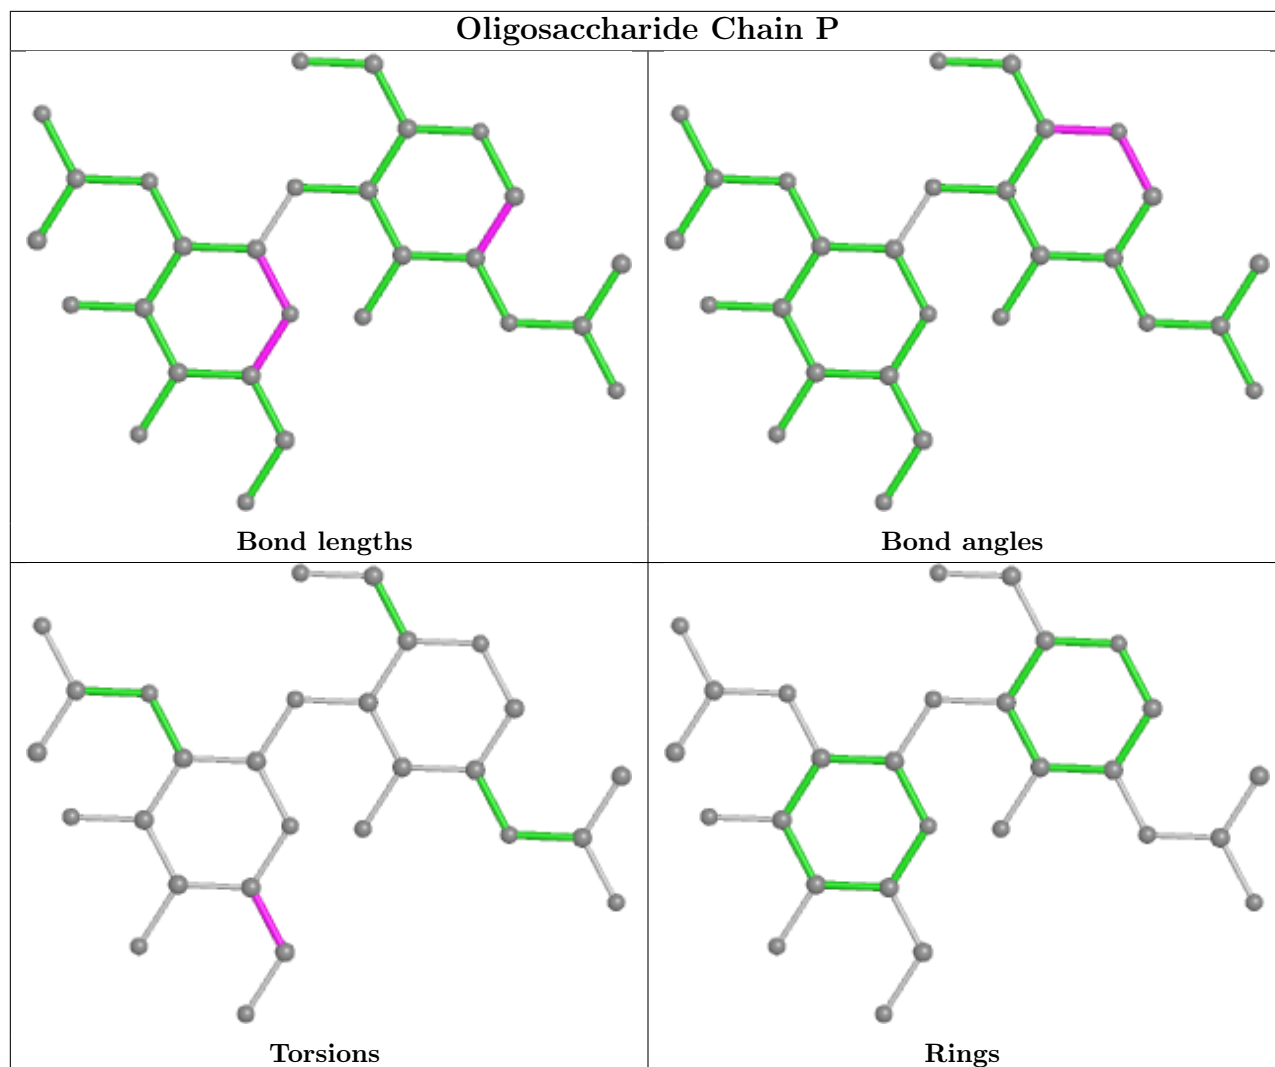 Oligosaccharide Chain P
Bond lengths
Bond angles
Torsions
Rings